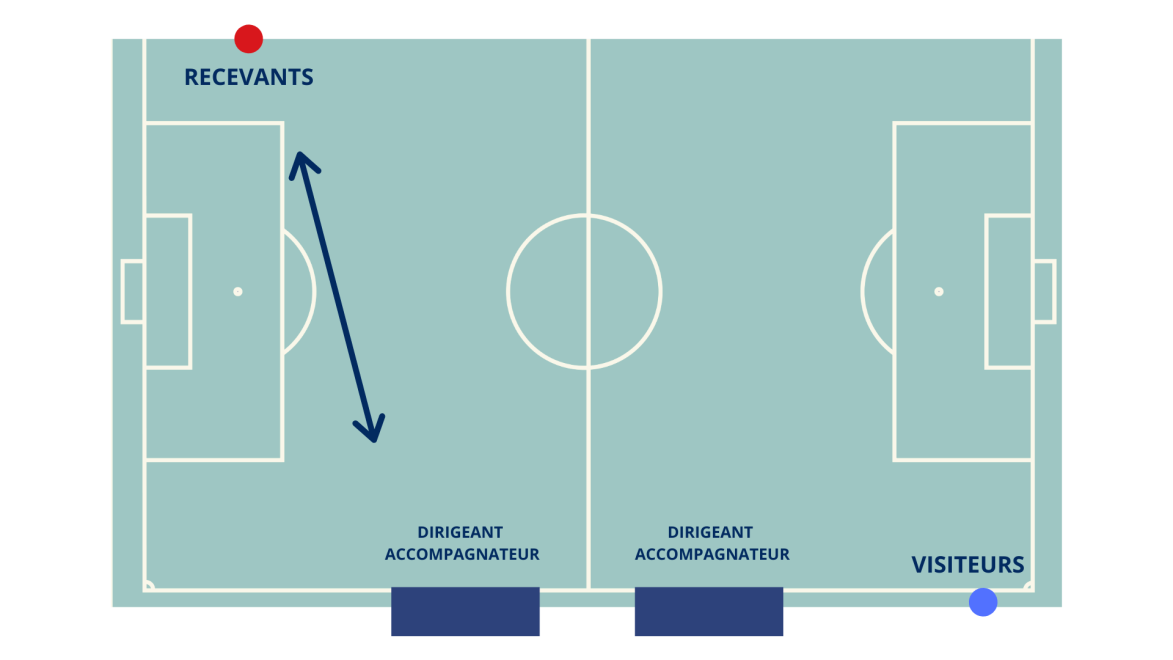 RECEVANTS
DIRIGEANT
ACCOMPAGNATEUR
DIRIGEANT
ACCOMPAGNATEUR
VISITEURS